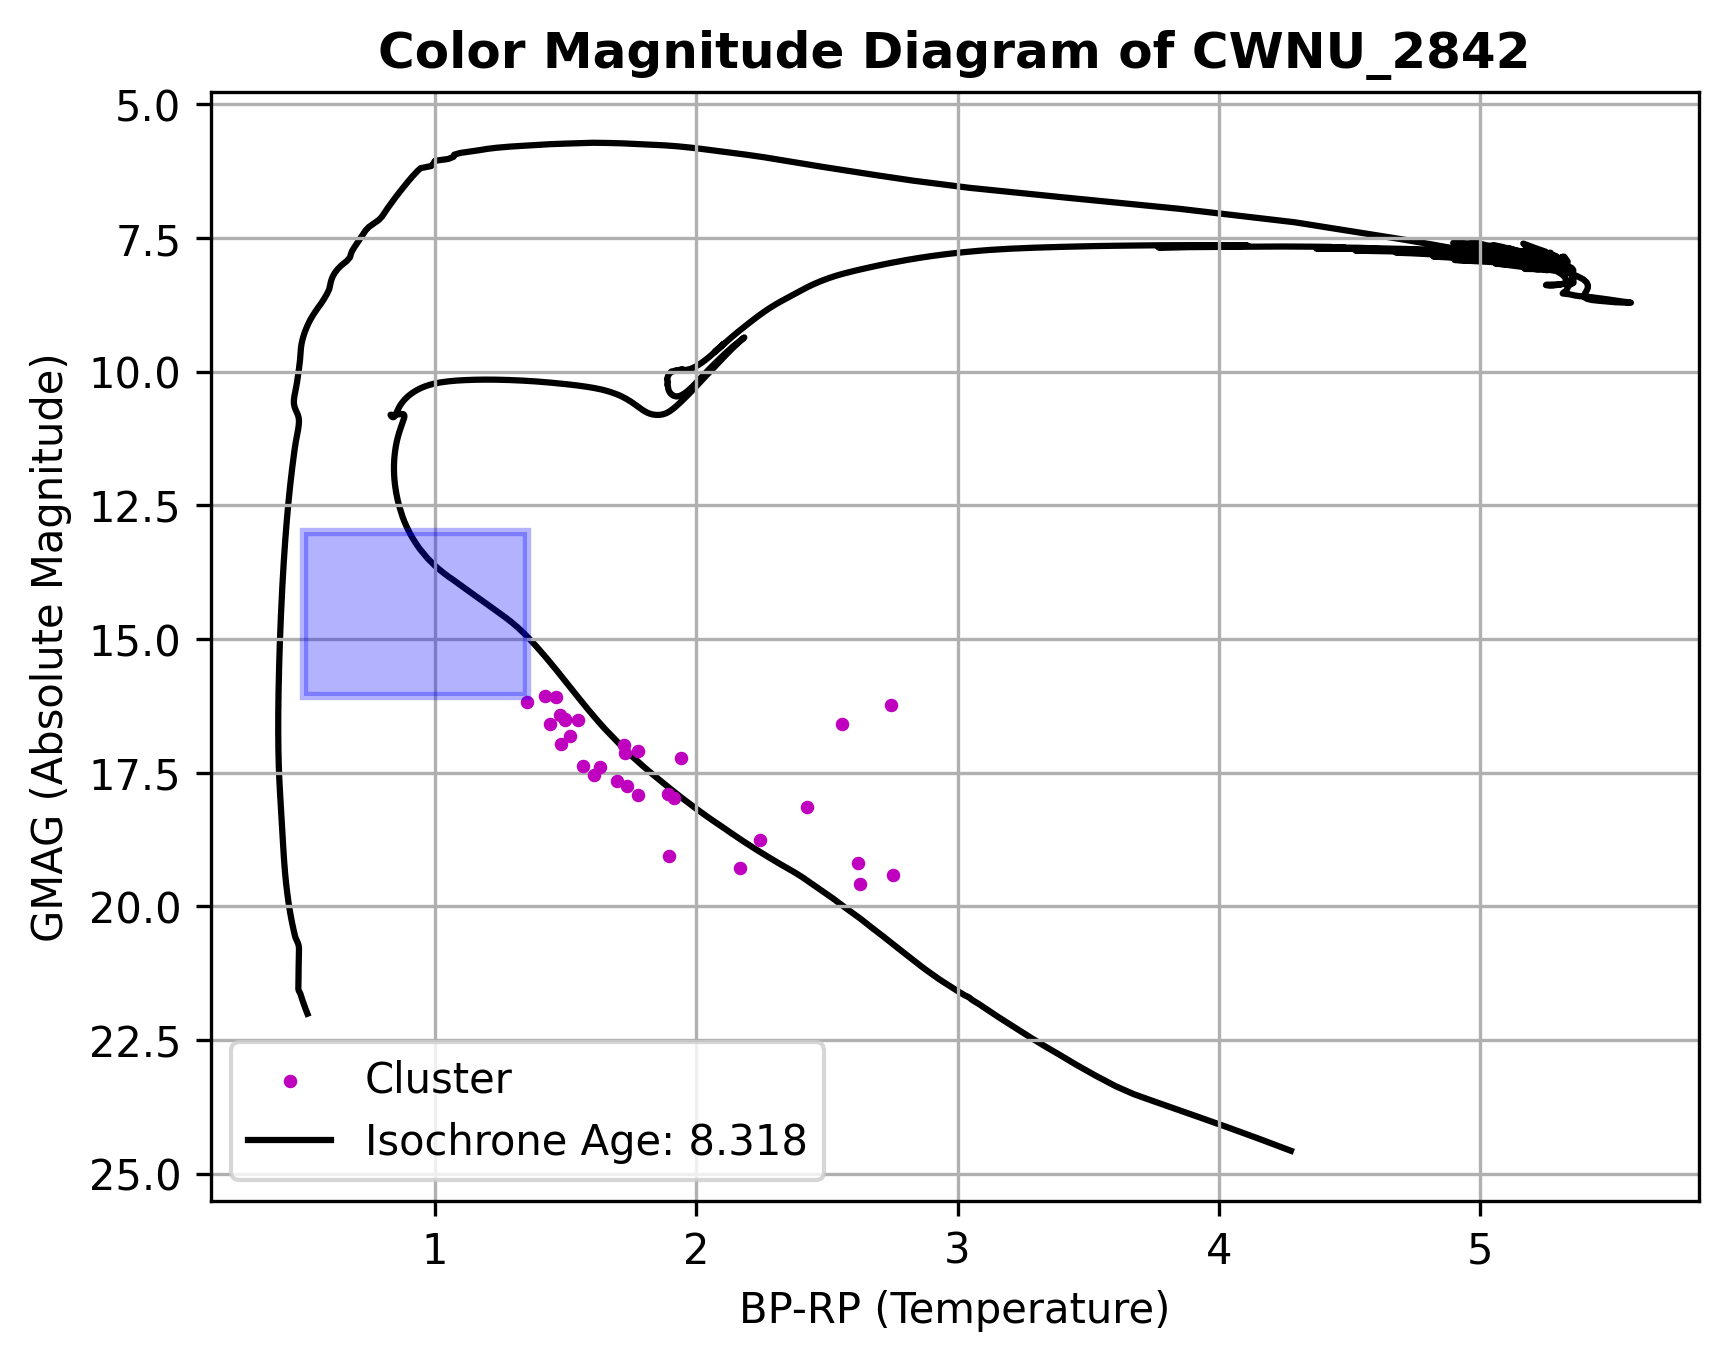 Color Magnitude Diagram of CWNU_2842
GMAG (Absolute Magnitude)
5.0
7.5
10.0
12.5
15.0
17.5
20.0
22.5
25.0
Cluster
Isochrone Age: 8.318
1 2 3 4 5
BP-RP (Temperature)